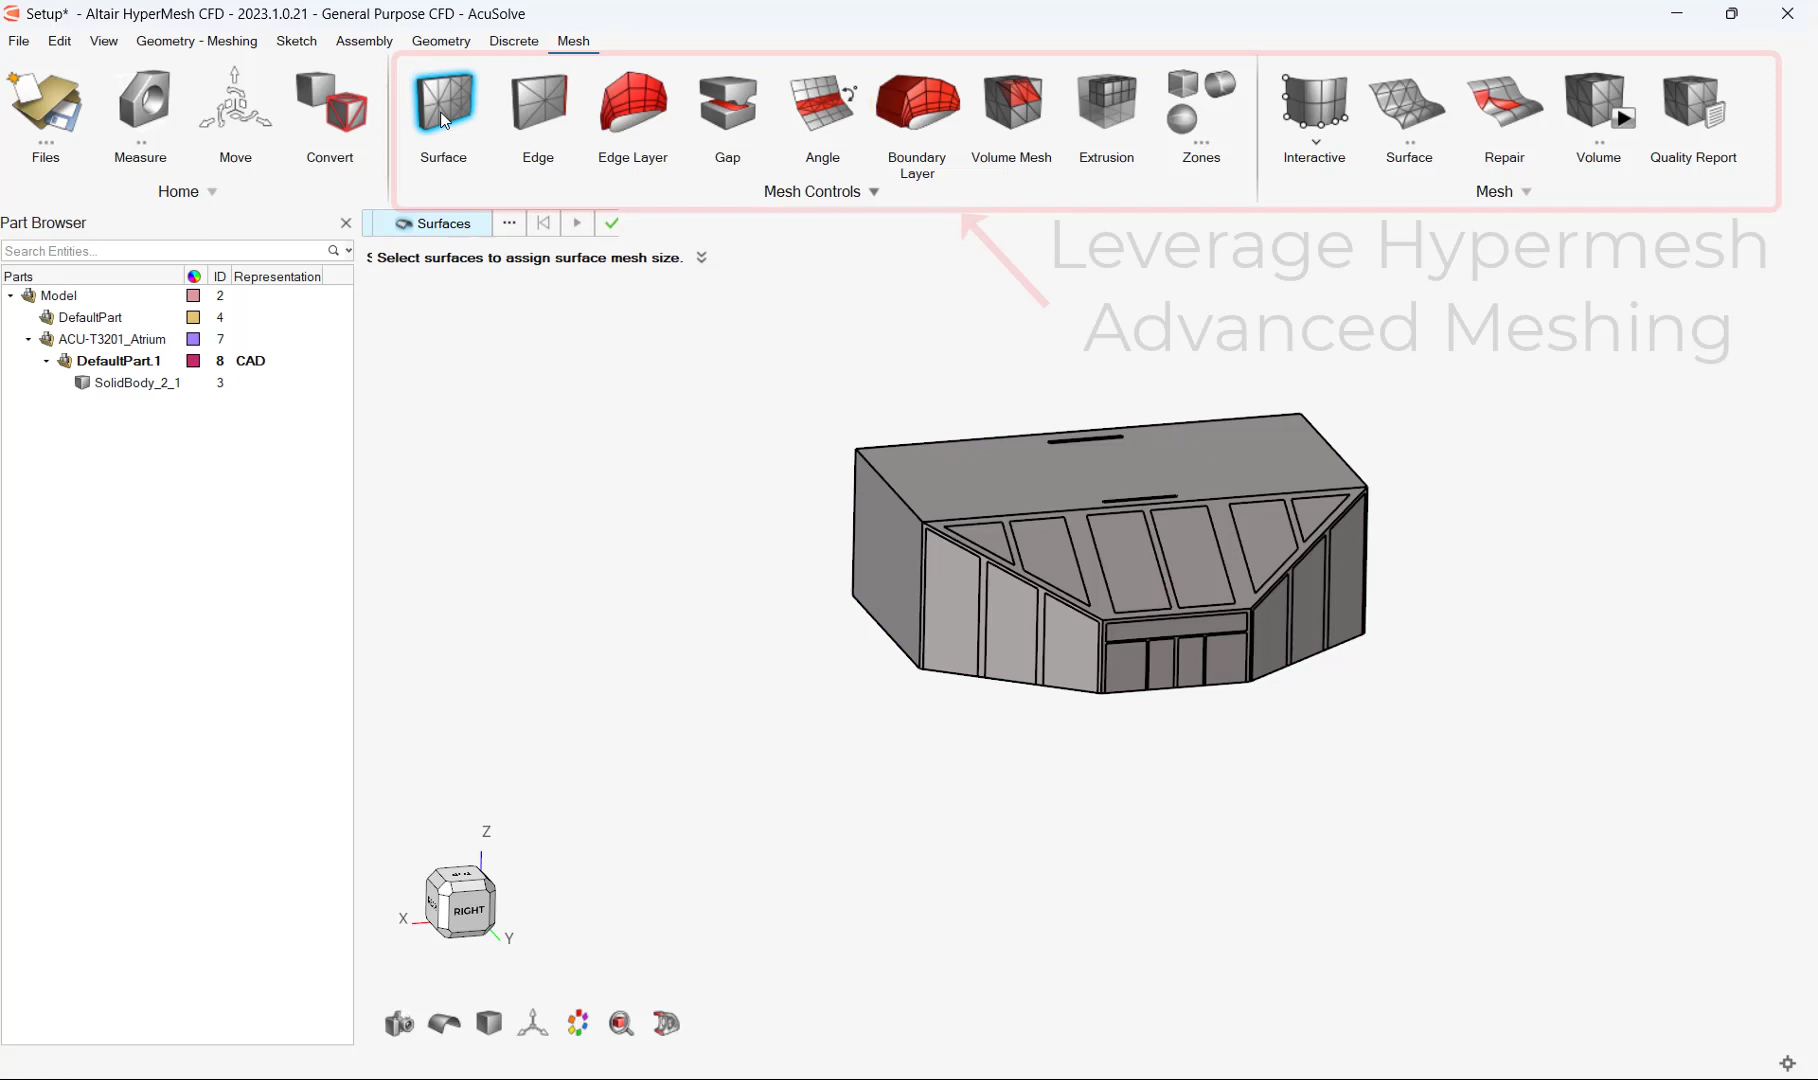 Setup* - Altair HyperMesh CFD - 2023.1.0.21 - General Purpose CFD - AcuSolve
File Edit View Geometry - Meshing Sketch Assembly Geometry Discrete Mesh
Files Measure Move Convert Surface Edge Edge Layer Gap Angle Boundary Layer Volume Mesh Extrusion Zones Interactive Surface Repair Volume Quality Report
Home Mesh Controls Mesh
Part Browser
Surfaces
Search Entities...
Select surfaces to assign surface mesh size.
Leverage Hypermesh
Advanced Meshing
Parts ID Representation
Model 2
DefaultPart 4
ACU-T3201_Atrium 7
DefaultPart.1 8 CAD
SolidBody_2_1 3
Z
RIGHT
X
Y